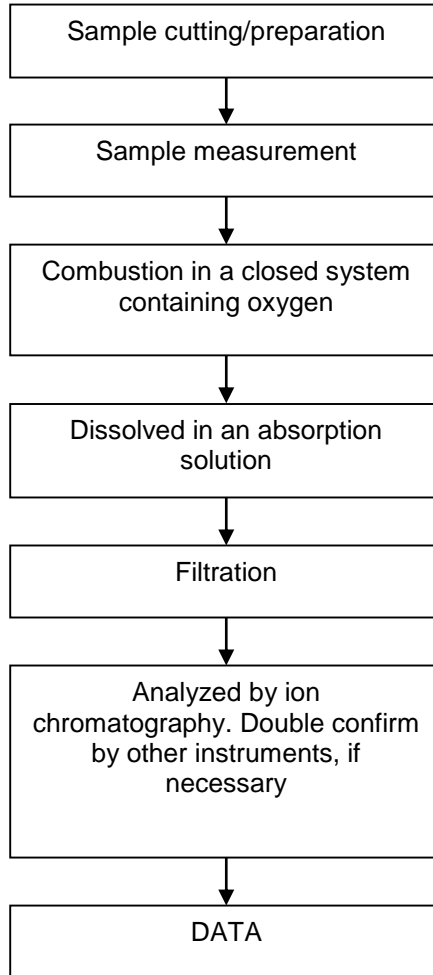 Sample cutting/preparation
Sample measurement
Combustion in a closed system
containing oxygen
Dissolved in an absorption
solution
Filtration
Analyzed by ion
chromatography. Double confirm
by other instruments, if
necessary
DATA